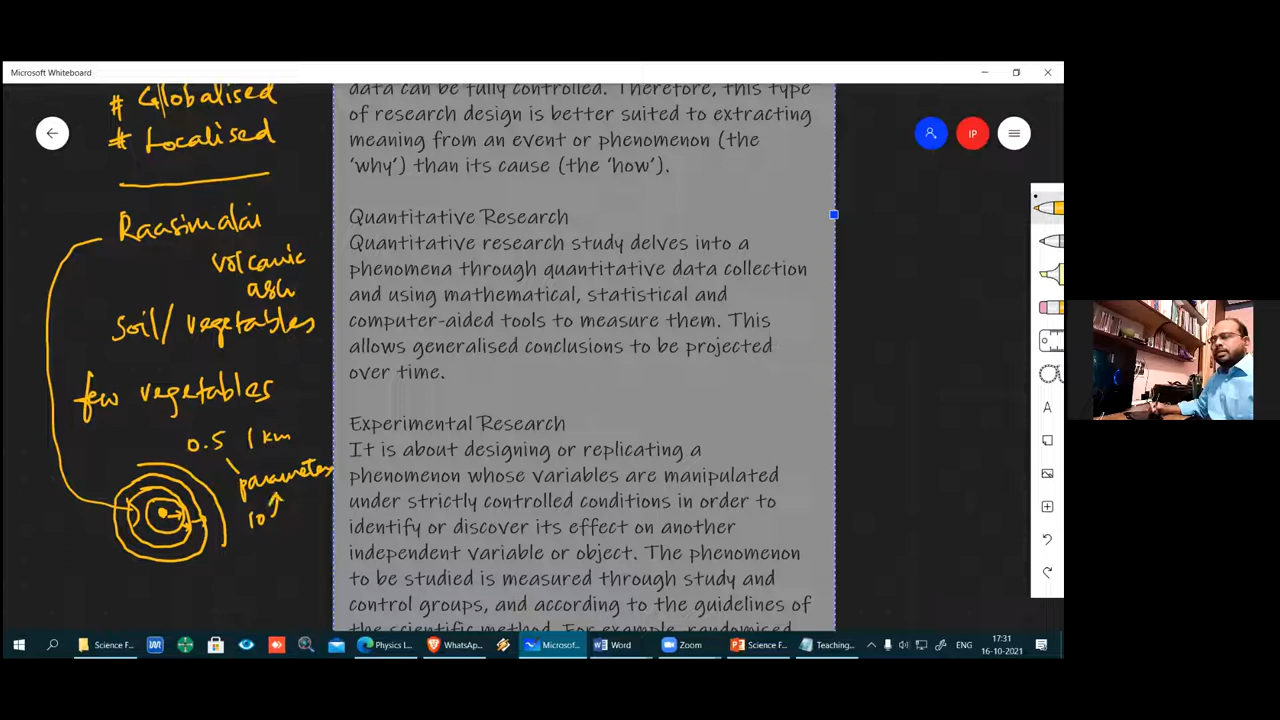 Microsoft Whiteboard
# Globalised
# Localised
Raasimalai
volcanic
ash
Soil/ vegetables
few vegetables
0.5 1 km
parameters
10
data can be fully controlled. Therefore, this type
of research design is better suited to extracting
meaning from an event or phenomenon (the
‘why’) than its cause (the ‘how’).
Quantitative Research
Quantitative research study delves into a
phenomena through quantitative data collection
and using mathematical, statistical and
computer-aided tools to measure them. This
allows generalised conclusions to be projected
over time.
Experimental Research
It is about designing or replicating a
phenomenon whose variables are manipulated
under strictly controlled conditions in order to
identify or discover its effect on another
independent variable or object. The phenomenon
to be studied is measured through study and
control groups, and according to the guidelines of
the scientific method. For example, randomised
IP
A
Science F...
Physics L...
WhatsAp...
Microsof...
Word
Zoom
Science F...
Teaching...
ENG
17:31
16-10-2021